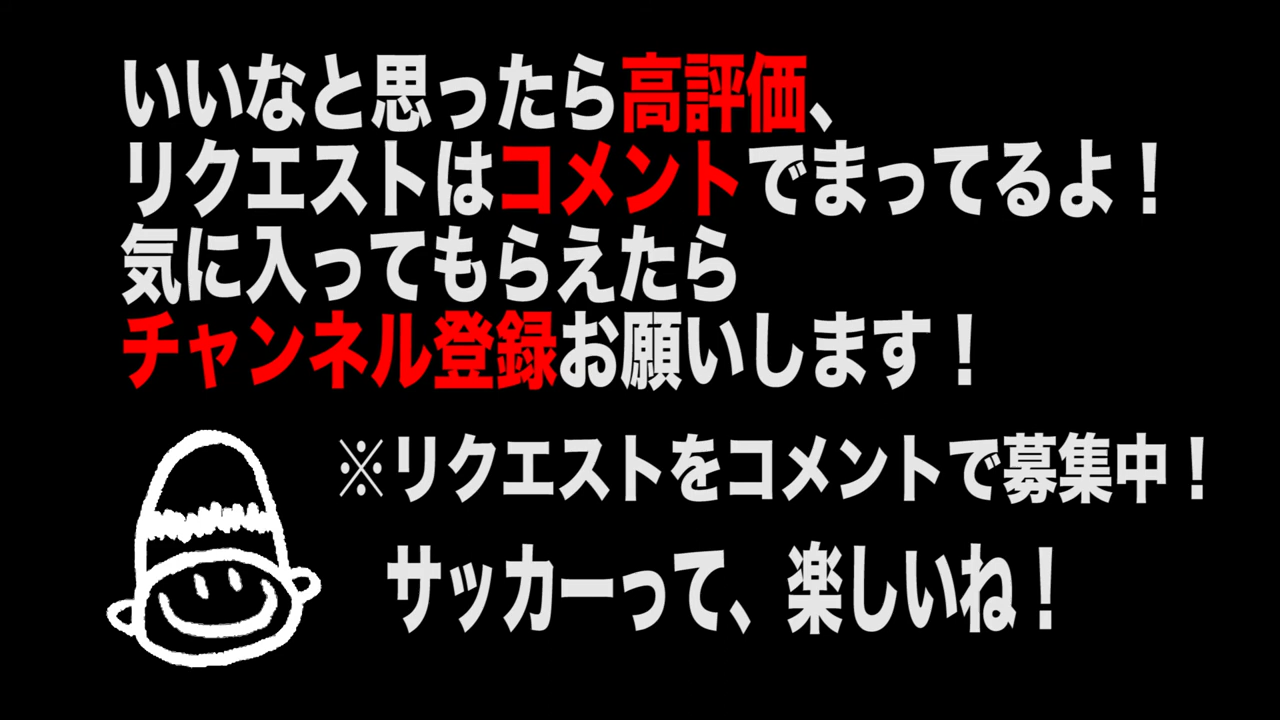 いいなと思ったら高評価、
リクエストはコメントでまってるよ！
気に入ってもらえたら
チャンネル登録お願いします！
※リクエストをコメントで募集中！
サッカーって、楽しいね！